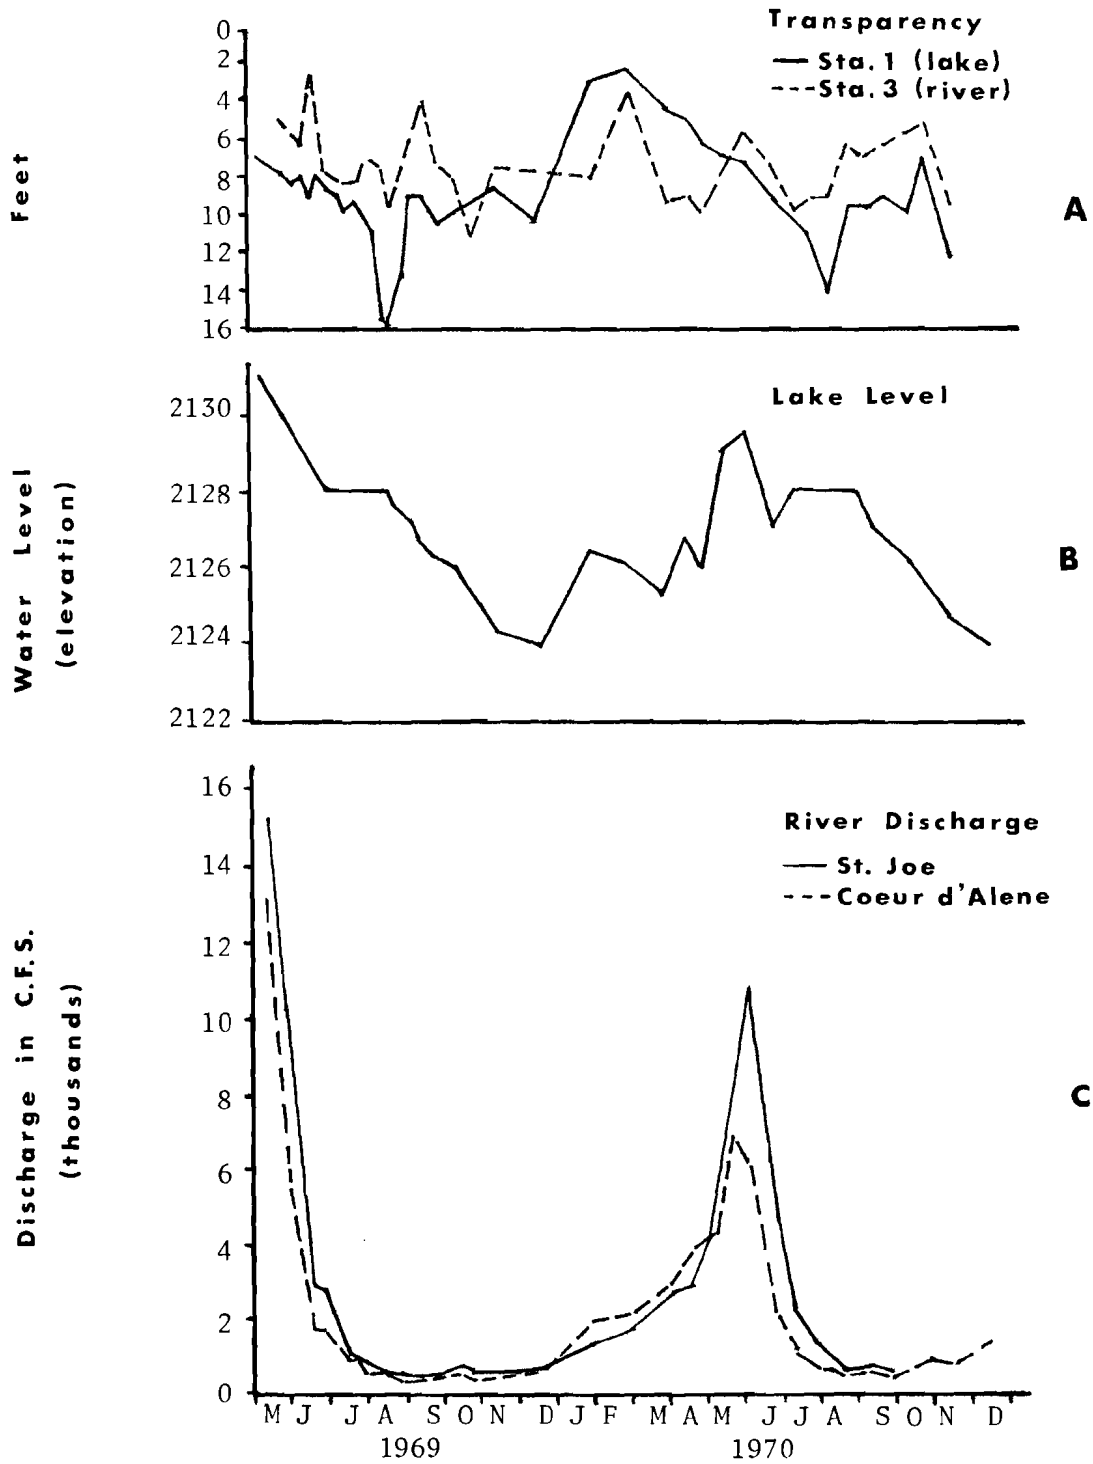 Transparency
Sta. 1 (lake)
Sta. 3 (river)
0
2
4
6
8
10
12
14
16
Feet
A
Lake Level
2130
2128
2126
2124
2122
Water Level
(elevation)
B
River Discharge
St. Joe
Coeur d'Alene
16
14
12
10
8
6
4
2
0
Discharge in C.F.S.
(thousands)
C
M J J A S O N D J F M A M J J A S O N D
1969 1970